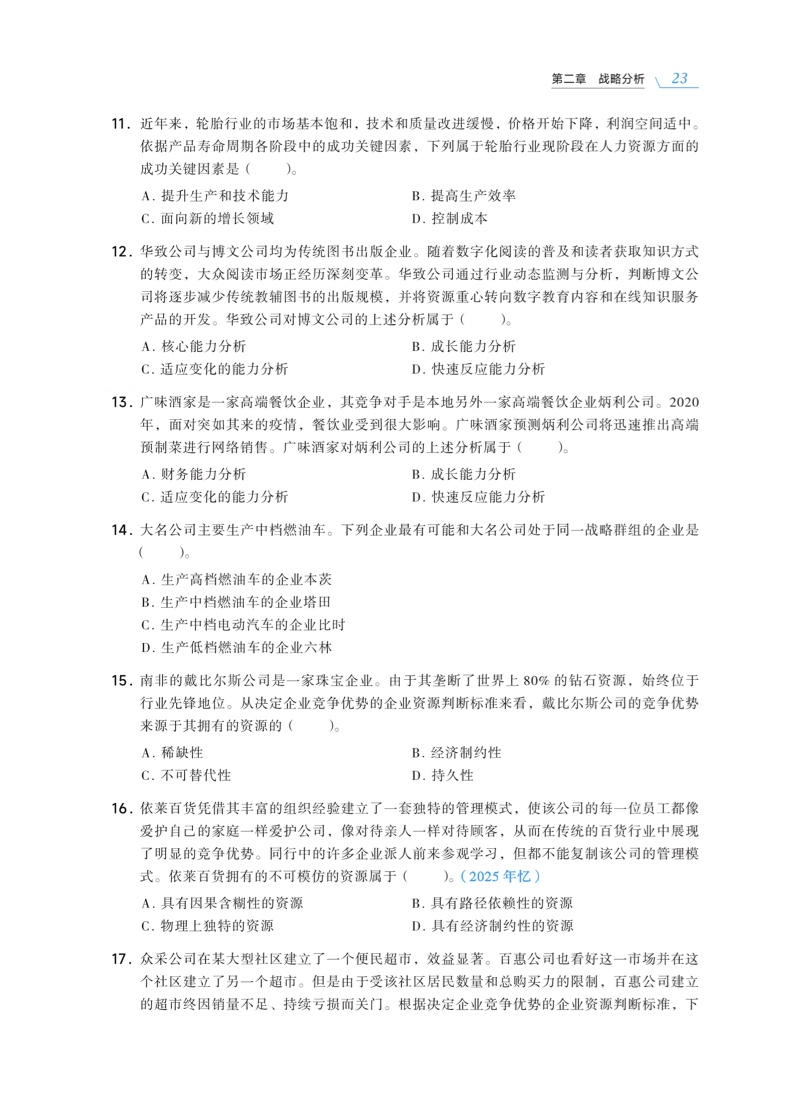 第二章 战略分析 23
11. 近年来，轮胎行业的市场基本饱和，技术和质量改进缓慢，价格开始下降，利润空间适中。
依据产品寿命周期各阶段中的成功关键因素，下列属于轮胎行业现阶段在人力资源方面的
成功关键因素是（ ）。
A. 提升生产和技术能力 B. 提高生产效率
C. 面向新的增长领域 D. 控制成本
12. 华致公司与博文公司均为传统图书出版企业。随着数字化阅读的普及和读者获取知识方式
的转变，大众阅读市场正经历深刻变革。华致公司通过行业动态监测与分析，判断博文公
司将逐步减少传统教辅图书的出版规模，并将资源重心转向数字教育内容和在线知识服务
产品的开发。华致公司对博文公司的上述分析属于（ ）。
A. 核心能力分析 B. 成长能力分析
C. 适应变化的能力分析 D. 快速反应能力分析
13. 广味酒家是一家高端餐饮企业，其竞争对手是本地另外一家高端餐饮企业炳利公司。2020
年，面对突如其来的疫情，餐饮业受到很大影响。广味酒家预测炳利公司将迅速推出高端
预制菜进行网络销售。广味酒家对炳利公司的上述分析属于（ ）。
A. 财务能力分析 B. 成长能力分析
C. 适应变化的能力分析 D. 快速反应能力分析
14. 大名公司主要生产中档燃油车。下列企业最有可能和大名公司处于同一战略群组的企业是
（ ）。
A. 生产高档燃油车的企业本茨
B. 生产中档燃油车的企业塔田
C. 生产中档电动汽车的企业比时
D. 生产低档燃油车的企业六林
15. 南非的戴比尔斯公司是一家珠宝企业。由于其垄断了世界上 80% 的钻石资源，始终位于
行业先锋地位。从决定企业竞争优势的企业资源判断标准来看，戴比尔斯公司的竞争优势
来源于其拥有的资源的（ ）。
A. 稀缺性 B. 经济制约性
C. 不可替代性 D. 持久性
16. 依莱百货凭借其丰富的组织经验建立了一套独特的管理模式，使该公司的每一位员工都像
爱护自己的家庭一样爱护公司，像对待亲人一样对待顾客，从而在传统的百货行业中展现
了明显的竞争优势。同行中的许多企业派人前来参观学习，但都不能复制该公司的管理模
式。依莱百货拥有的不可模仿的资源属于（ ）。（2025 年忆）
A. 具有因果含糊性的资源 B. 具有路径依赖性的资源
C. 物理上独特的资源 D. 具有经济制约性的资源
17. 众采公司在某大型社区建立了一个便民超市，效益显著。百惠公司也看好这一市场并在这
个社区建立了另一个超市。但是由于受该社区居民数量和总购买力的限制，百惠公司建立
的超市终因销量不足、持续亏损而关门。根据决定企业竞争优势的企业资源判断标准，下